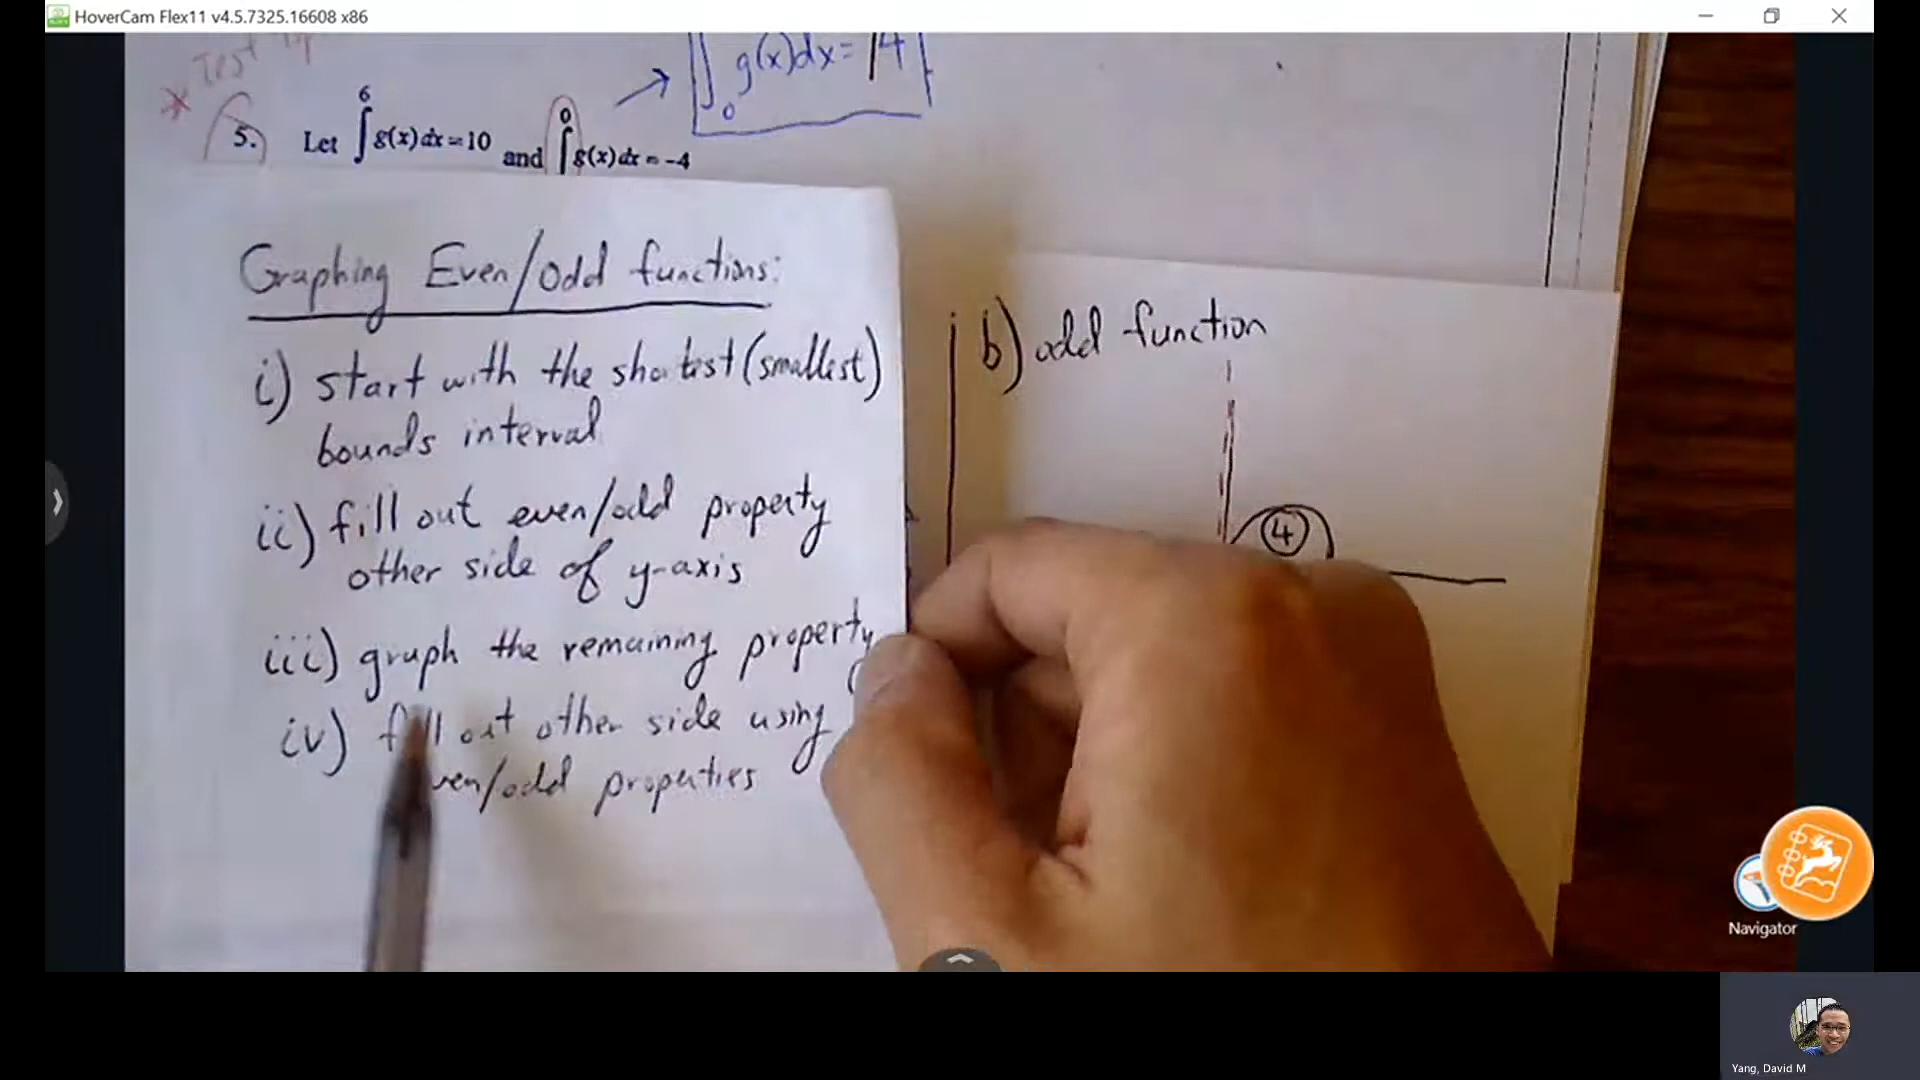 HoverCam Flex11 v4.5.7325.16608 x86
* Test
∫₀ g(x)dx = 14
5. Let ∫⁶ g(x)dx = 10 and ∫⁰ g(x)dx = -4
Graphing Even/Odd functions:
i) start with the shortest (smallest)
bounds interval
ii) fill out even/odd property
other side of y-axis
iii) graph the remaining property
iv) fill out other side using
even/odd properties
b) odd function
4
Navigator
Yang, David M